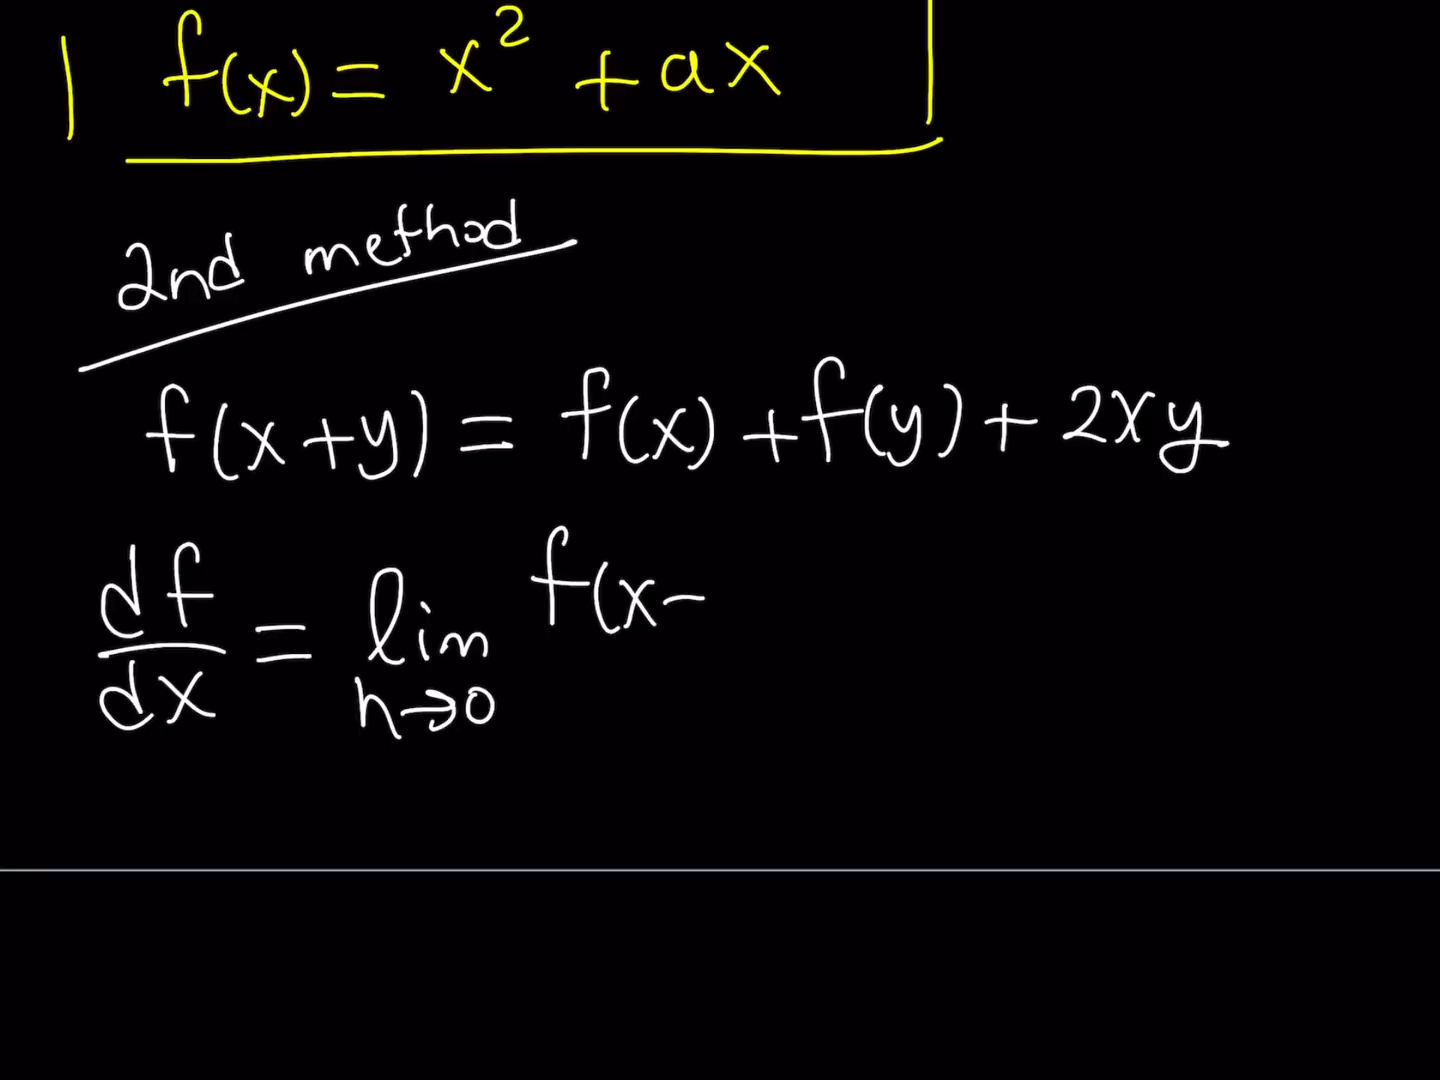 f(x) = x² + ax
2nd method
f(x+y) = f(x) + f(y) + 2xy
df/dx = lim h→0 f(x-